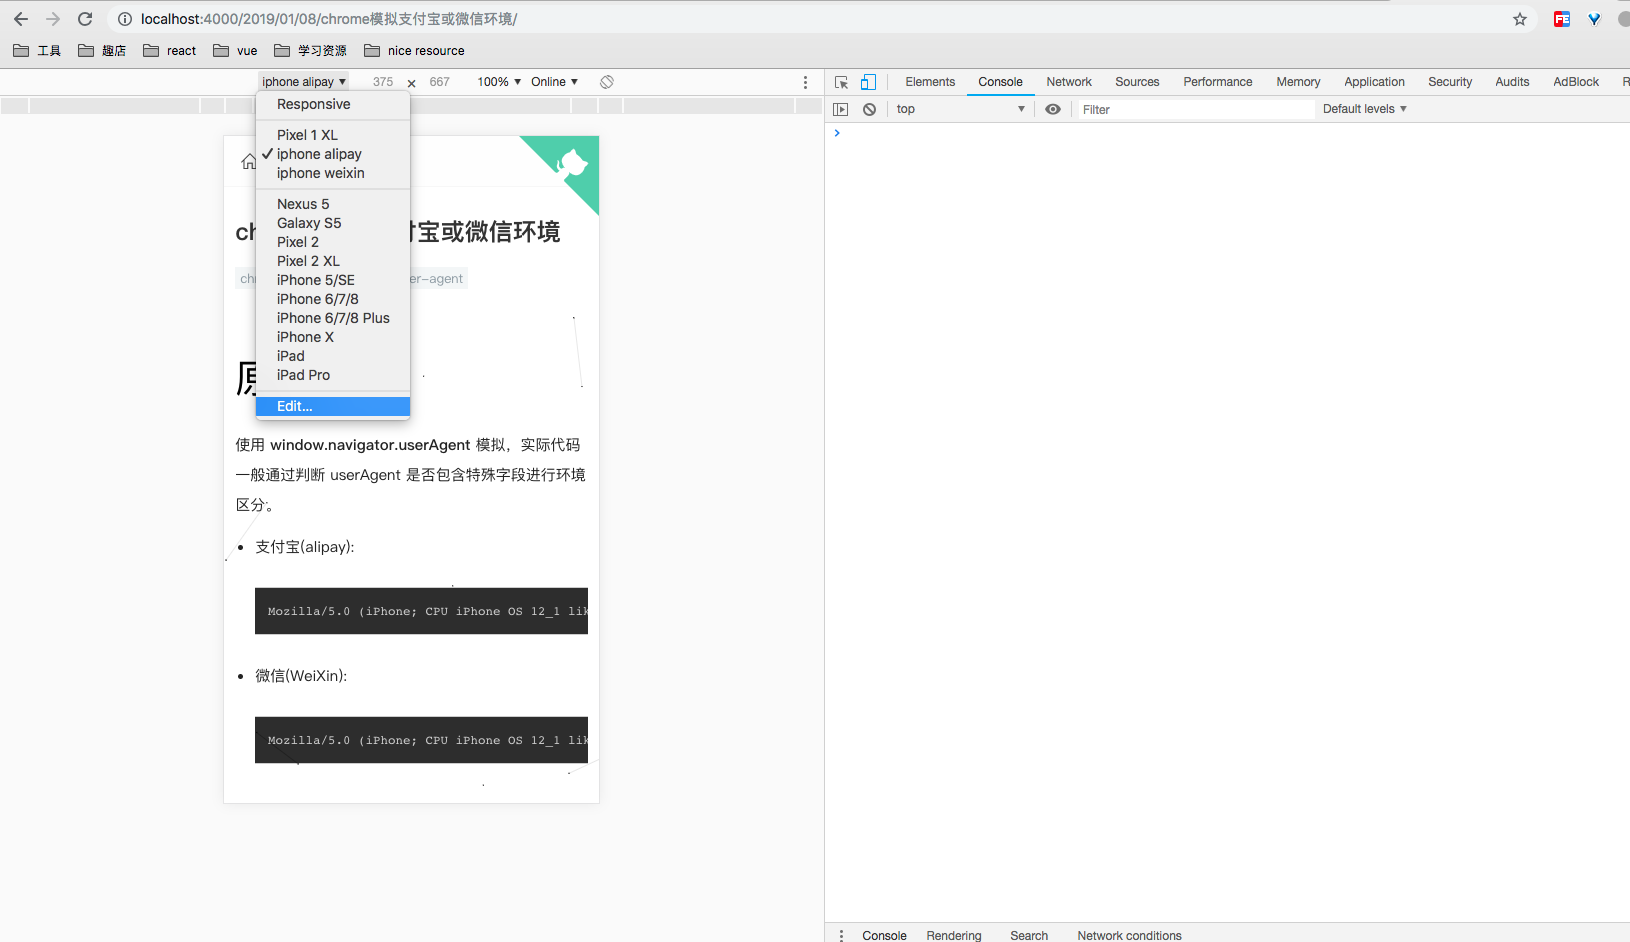 localhost:4000/2019/01/08/chrome模拟支付宝或微信环境/
工具 趣店 react vue 学习资源 nice resource
iphone alipay ▼ 375 × 667 100% ▼ Online ▼
Elements Console Network Sources Performance Memory Application Security Audits AdBlock R
top ▼ Filter Default levels ▼
Responsive
Pixel 1 XL
✓ iphone alipay
iphone weixin
Nexus 5
Galaxy S5
Pixel 2
Pixel 2 XL
iPhone 5/SE
iPhone 6/7/8
iPhone 6/7/8 Plus
iPhone X
iPad
iPad Pro
Edit...
宝或微信环境
er-agent
使用 window.navigator.userAgent 模拟，实际代码
一般通过判断 userAgent 是否包含特殊字段进行环境
区分。
支付宝(alipay):
Mozilla/5.0 (iPhone; CPU iPhone OS 12_1 lik
微信(WeiXin):
Mozilla/5.0 (iPhone; CPU iPhone OS 12_1 lik
Console Rendering Search Network conditions